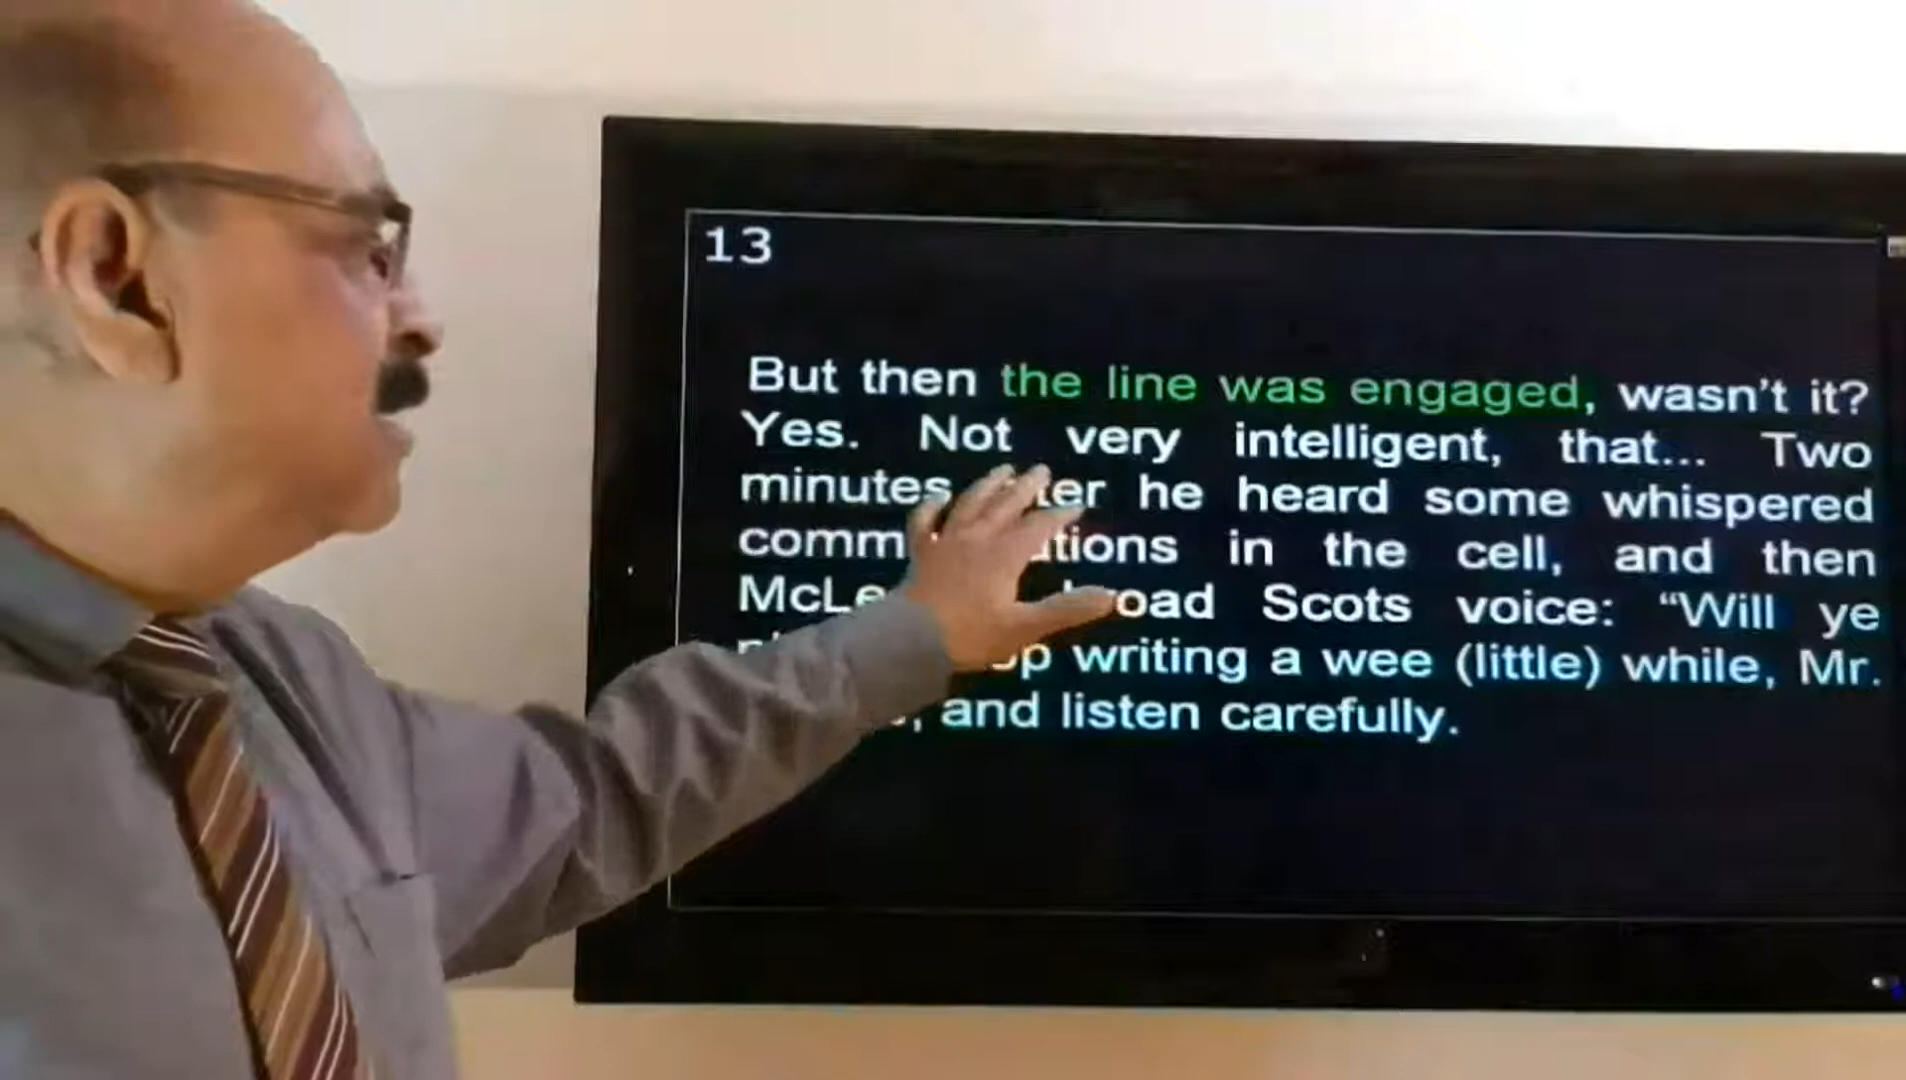 13
But then the line was engaged, wasn't it?
Yes. Not very intelligent, that... Two
minutes he heard some whispered
in the cell, and then
Scots voice: “Will ye
writing a wee (little) while, Mr.
and listen carefully.